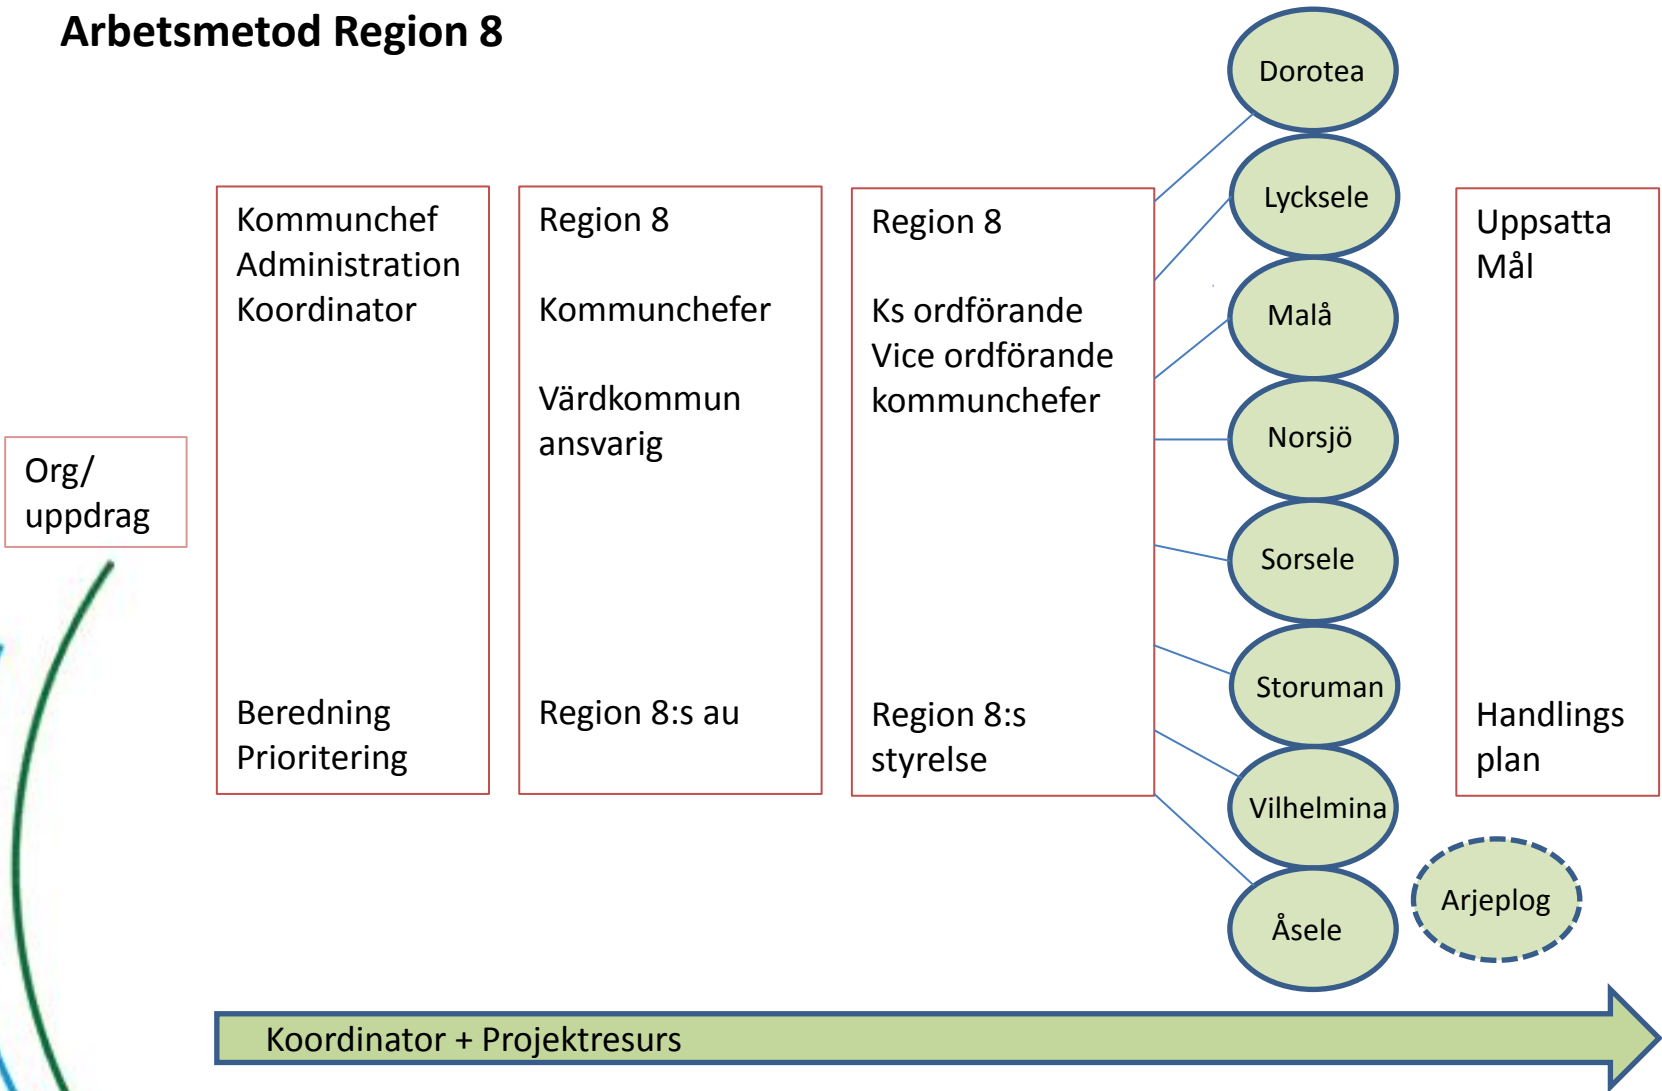 Arbetsmetod Region 8
Org/
uppdrag
Kommunchef
Administration
Koordinator
Beredning
Prioritering
Region 8
Kommunchefer
Värdkommun
ansvarig
Region 8:s au
Region 8
Ks ordförande
Vice ordförande
kommunchefer
Region 8:s
styrelse
Dorotea
Lycksele
Malå
Norsjö
Sorsele
Storuman
Vilhelmina
Åsele
Arjeplog
Uppsatta
Mål
Handlings
plan
Koordinator + Projektresurs